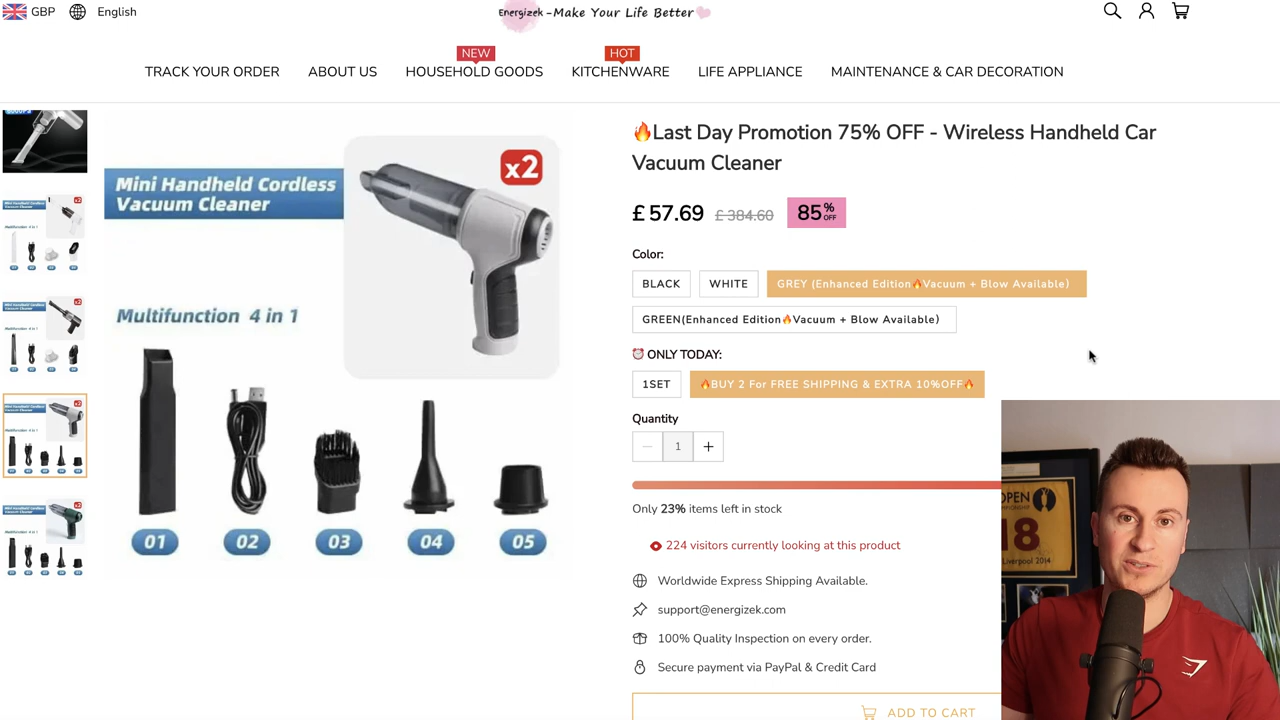 GBP
English
Energizek -Make Your Life Better
NEW
HOT
TRACK YOUR ORDER
ABOUT US
HOUSEHOLD GOODS
KITCHENWARE
LIFE APPLIANCE
MAINTENANCE & CAR DECORATION
Mini Handheld Cordless
Vacuum Cleaner
x2
Multifunction 4 in 1
01
02
03
04
05
🔥Last Day Promotion 75% OFF - Wireless Handheld Car
Vacuum Cleaner
£ 57.69 £ 384.60 85% OFF
Color:
BLACK
WHITE
GREY (Enhanced Edition🔥Vacuum + Blow Available)
GREEN(Enhanced Edition🔥Vacuum + Blow Available)
⏰ ONLY TODAY:
1SET
🔥BUY 2 For FREE SHIPPING & EXTRA 10%OFF🔥
Quantity
— 1 +
Only 23% items left in stock
224 visitors currently looking at this product
Worldwide Express Shipping Available.
support@energizek.com
100% Quality Inspection on every order.
Secure payment via PayPal & Credit Card
ADD TO CART
OPEN
18
Liverpool 2014